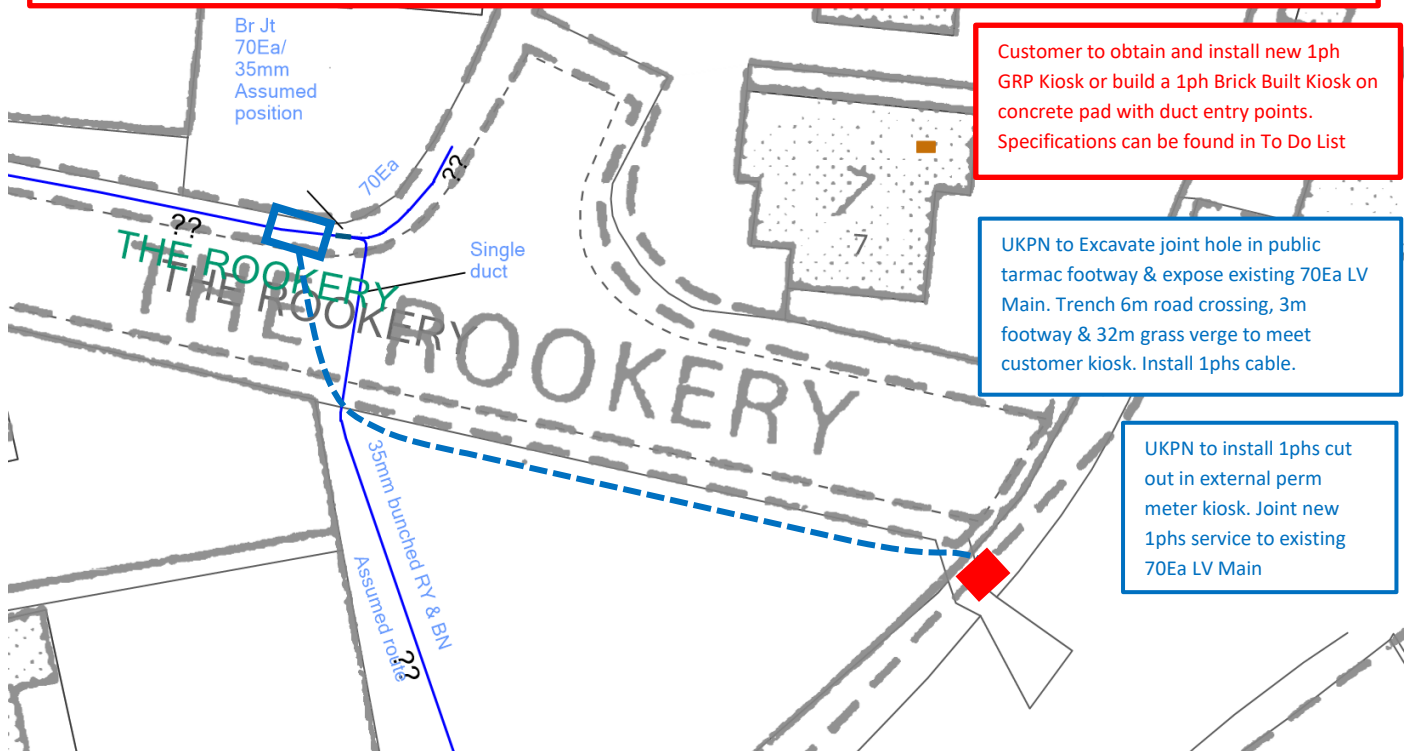 Br Jt
70Ea/
35mm
Assumed
position
Customer to obtain and install new 1ph
GRP Kiosk or build a 1ph Brick Built Kiosk on
concrete pad with duct entry points.
Specifications can be found in To Do List
70Ea
??
??
THE ROOKERY
THE ROOKERY
THE ROOKERY
Single
duct
7
7
UKPN to Excavate joint hole in public
tarmac footway & expose existing 70Ea LV
Main. Trench 6m road crossing, 3m
footway & 32m grass verge to meet
customer kiosk. Install 1phs cable.
UKPN to install 1phs cut
out in external perm
meter kiosk. Joint new
1phs service to existing
70Ea LV Main
35mm bunched RY & BN
Assumed route
??